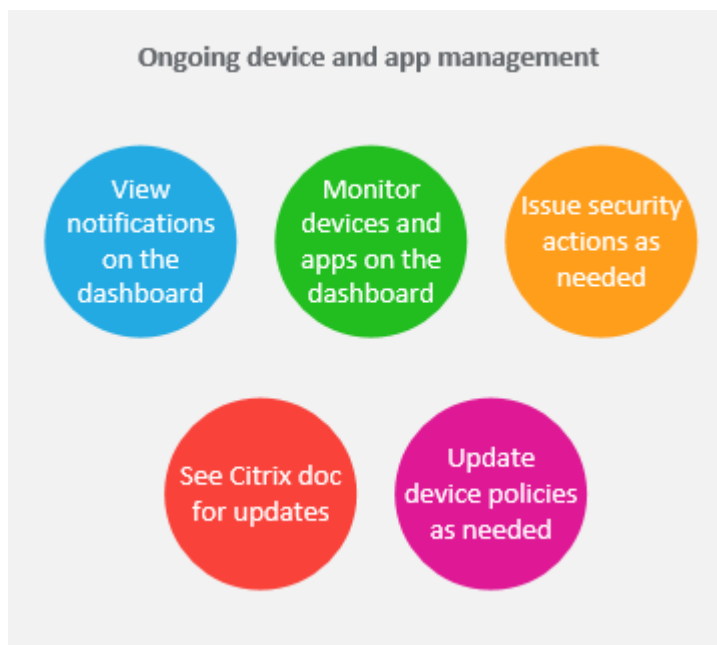 Ongoing device and app management
View
notifications
on the
dashboard
Monitor
devices and
apps on the
dashboard
Issue security
actions as
needed
See Citrix doc
for updates
Update
device policies
as needed